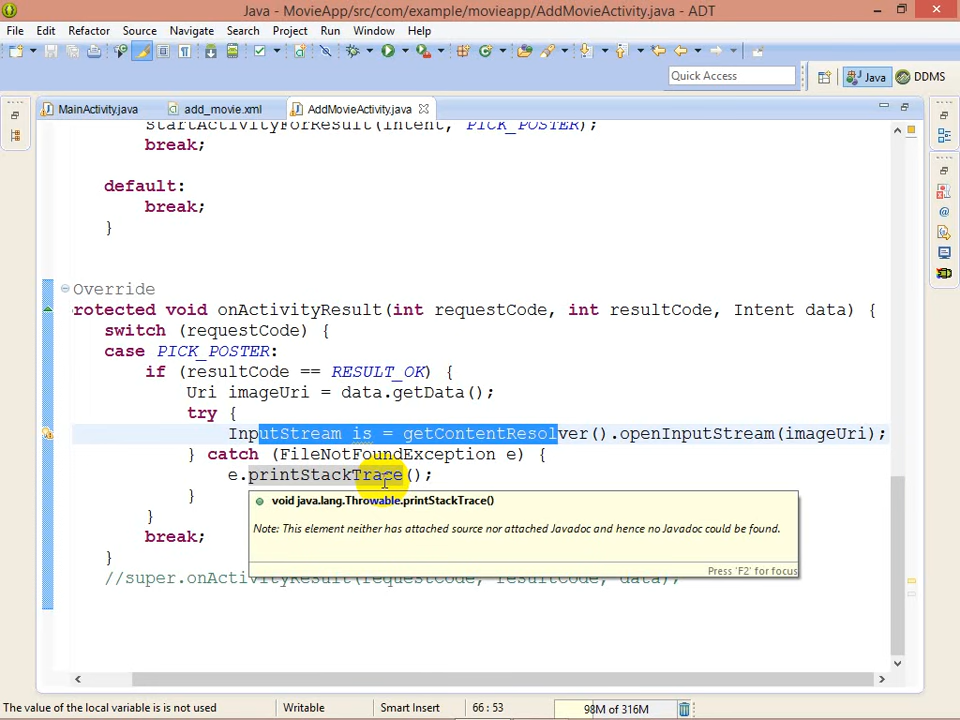 Java - MovieApp/src/com/example/movieapp/AddMovieActivity.java - ADT
File Edit Refactor Source Navigate Search Project Run Window Help
Quick Access
Java
DDMS
MainActivity.java
add_movie.xml
AddMovieActivity.java
startActivityForResult(intent, PICK_POSTER);
break;
default:
break;
}
Override
rotected void onActivityResult(int requestCode, int resultCode, Intent data) {
switch (requestCode) {
case PICK_POSTER:
if (resultCode == RESULT_OK) {
Uri imageUri = data.getData();
try {
InputStream is = getContentResolver().openInputStream(imageUri);
} catch (FileNotFoundException e) {
e.printStackTrace();
}
void java.lang.Throwable.printStackTrace()
Note: This element neither has attached source nor attached Javadoc and hence no Javadoc could be found.
Press 'F2' for focus
}
break;
}
//super.onActivityResult(requestCode, resultCode, data);
The value of the local variable is is not used
Writable
Smart Insert
66 : 53
98M of 316M